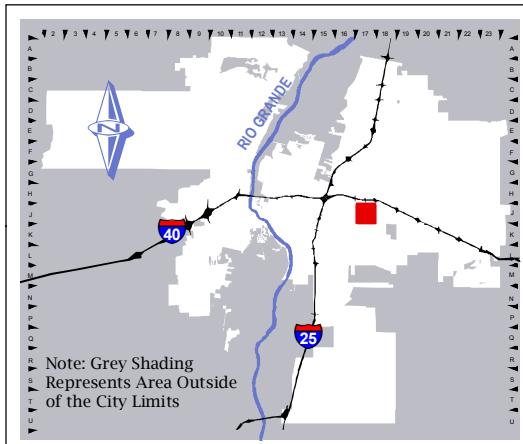 2 3 4 5 6 7 8 9 10 11 12 13 14 15 16 17 18 19 20 21 22 23
A A
B B
C C
D D
E E
F F
G G
H H
J J
K K
L L
M M
N N
P P
Q Q
R R
S S
T T
U U
N
RIO GRANDE
40
25
Note: Grey Shading
Represents Area Outside
of the City Limits